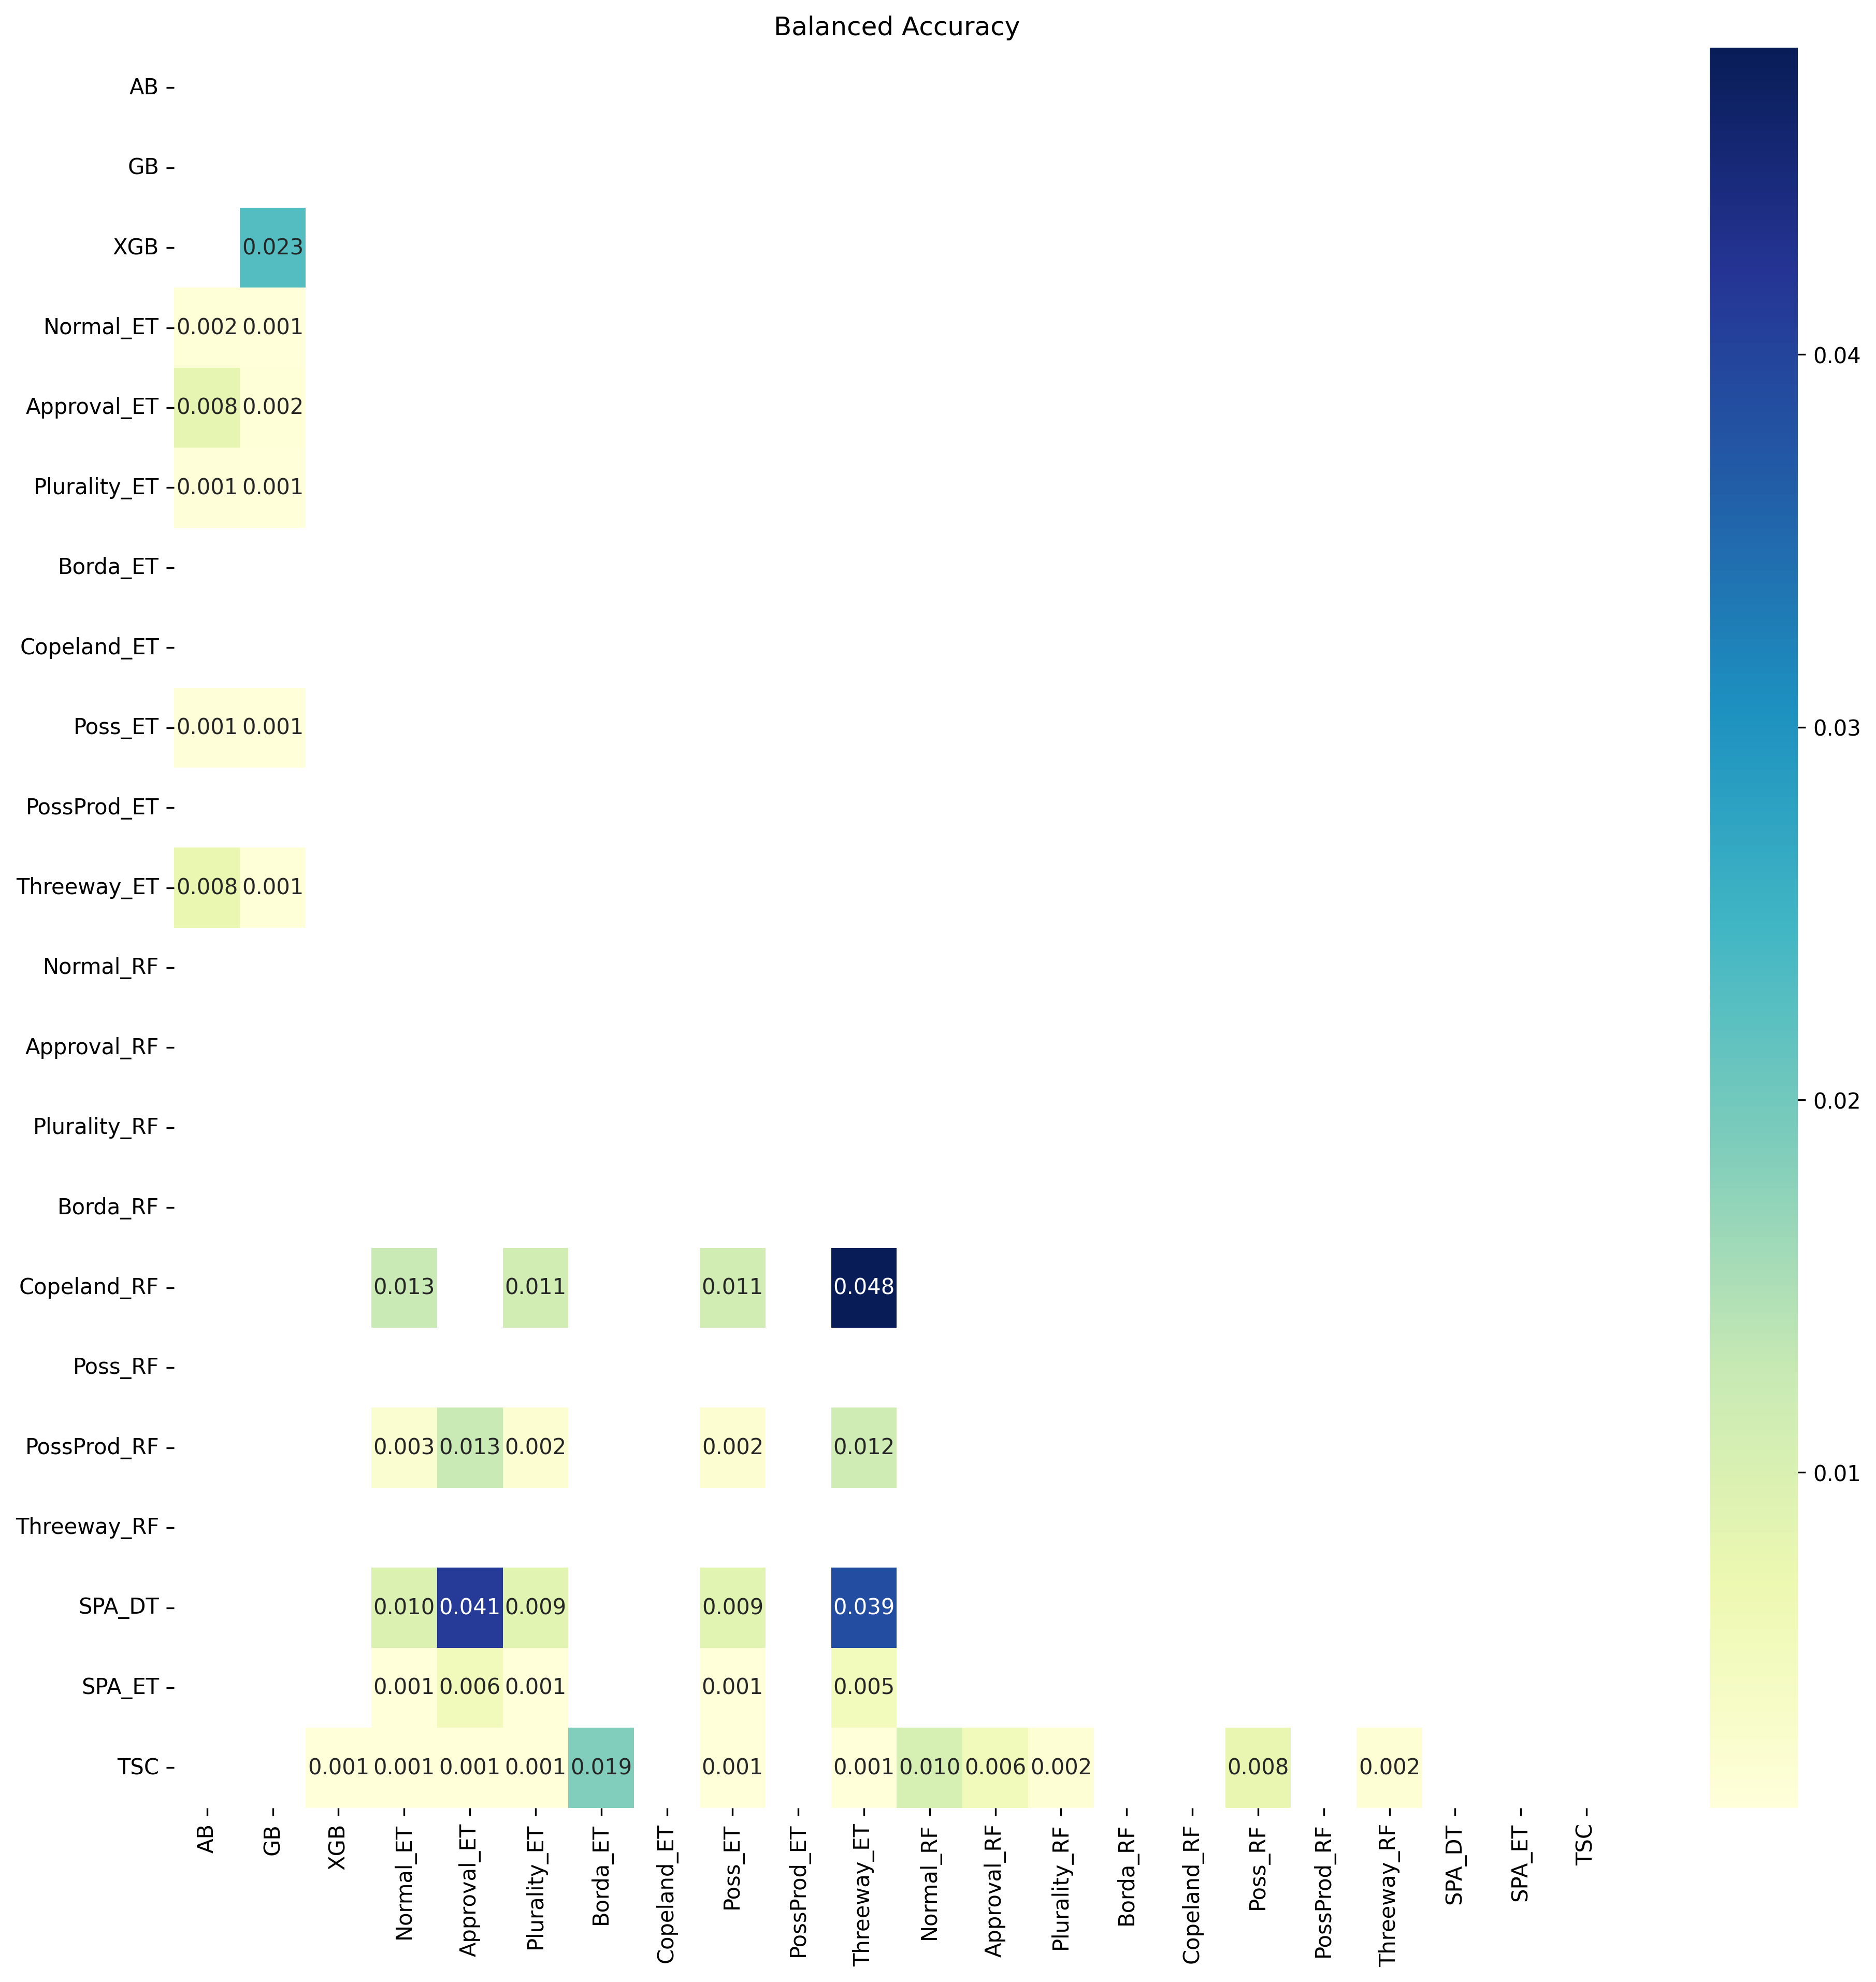 Balanced Accuracy
AB
GB
XGB 0.023
Normal_ET 0.002 0.001
0.04
Approval_ET 0.008 0.002
Plurality_ET 0.001 0.001
Borda_ET
Copeland_ET
Poss_ET 0.001 0.001
0.03
PossProd_ET
Threeway_ET 0.008 0.001
Normal_RF
Approval_RF
0.02
Plurality_RF
Borda_RF
Copeland_RF 0.013 0.011 0.011 0.048
Poss_RF
PossProd_RF 0.003 0.013 0.002 0.002 0.012
0.01
Threeway_RF
SPA_DT 0.010 0.041 0.009 0.009 0.039
SPA_ET 0.001 0.006 0.001 0.001 0.005
TSC 0.001 0.001 0.001 0.001 0.019 0.001 0.001 0.010 0.006 0.002 0.008 0.002
AB
GB
XGB
Normal_ET
Approval_ET
Plurality_ET
Borda_ET
Copeland_ET
Poss_ET
PossProd_ET
Threeway_ET
Normal_RF
Approval_RF
Plurality_RF
Borda_RF
Copeland_RF
Poss_RF
PossProd_RF
Threeway_RF
SPA_DT
SPA_ET
TSC